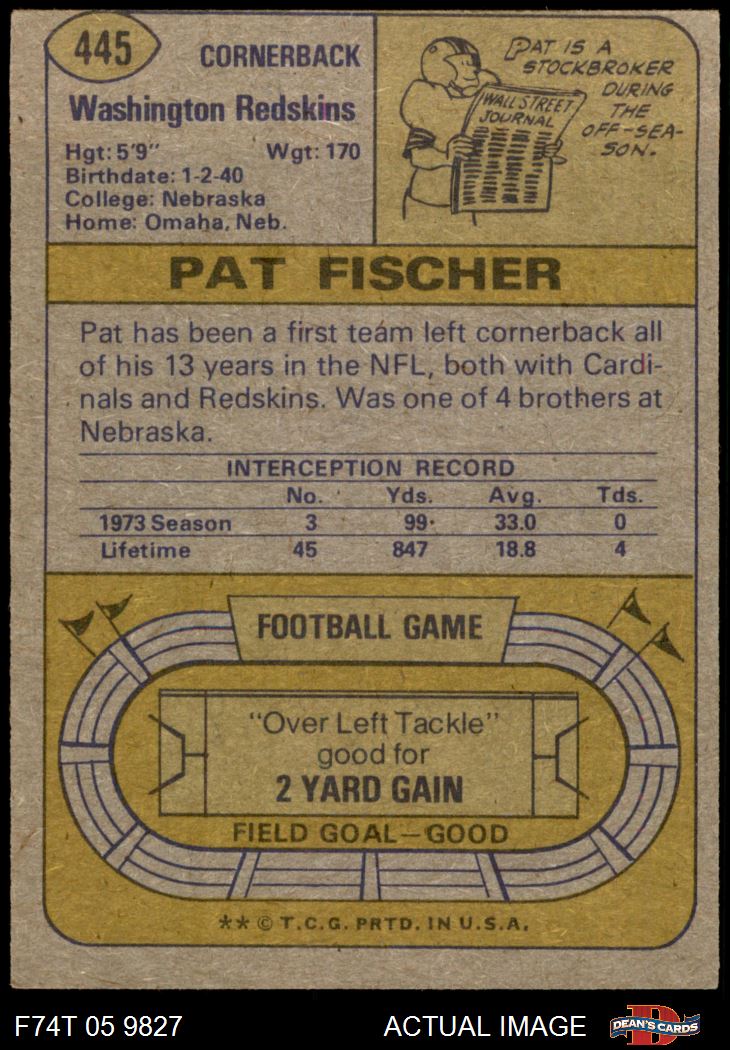 445
CORNERBACK
Washington Redskins
Hgt: 5'9" Wgt: 170
Birthdate: 1-2-40
College: Nebraska
Home: Omaha, Neb.
PAT IS A
STOCKBROKER
DURING
THE
OFF-SEA-
SON.
WALL STREET
JOURNAL
PAT FISCHER
Pat has been a first team left cornerback all
of his 13 years in the NFL, both with Cardi-
nals and Redskins. Was one of 4 brothers at
Nebraska.
INTERCEPTION RECORD
No. Yds. Avg. Tds.
1973 Season 3 99 33.0 0
Lifetime 45 847 18.8 4
FOOTBALL GAME
"Over Left Tackle"
good for
2 YARD GAIN
FIELD GOAL—GOOD
** © T.C.G. PRTD. IN U.S.A.
F74T 05 9827
ACTUAL IMAGE
D
DEAN'S CARDS